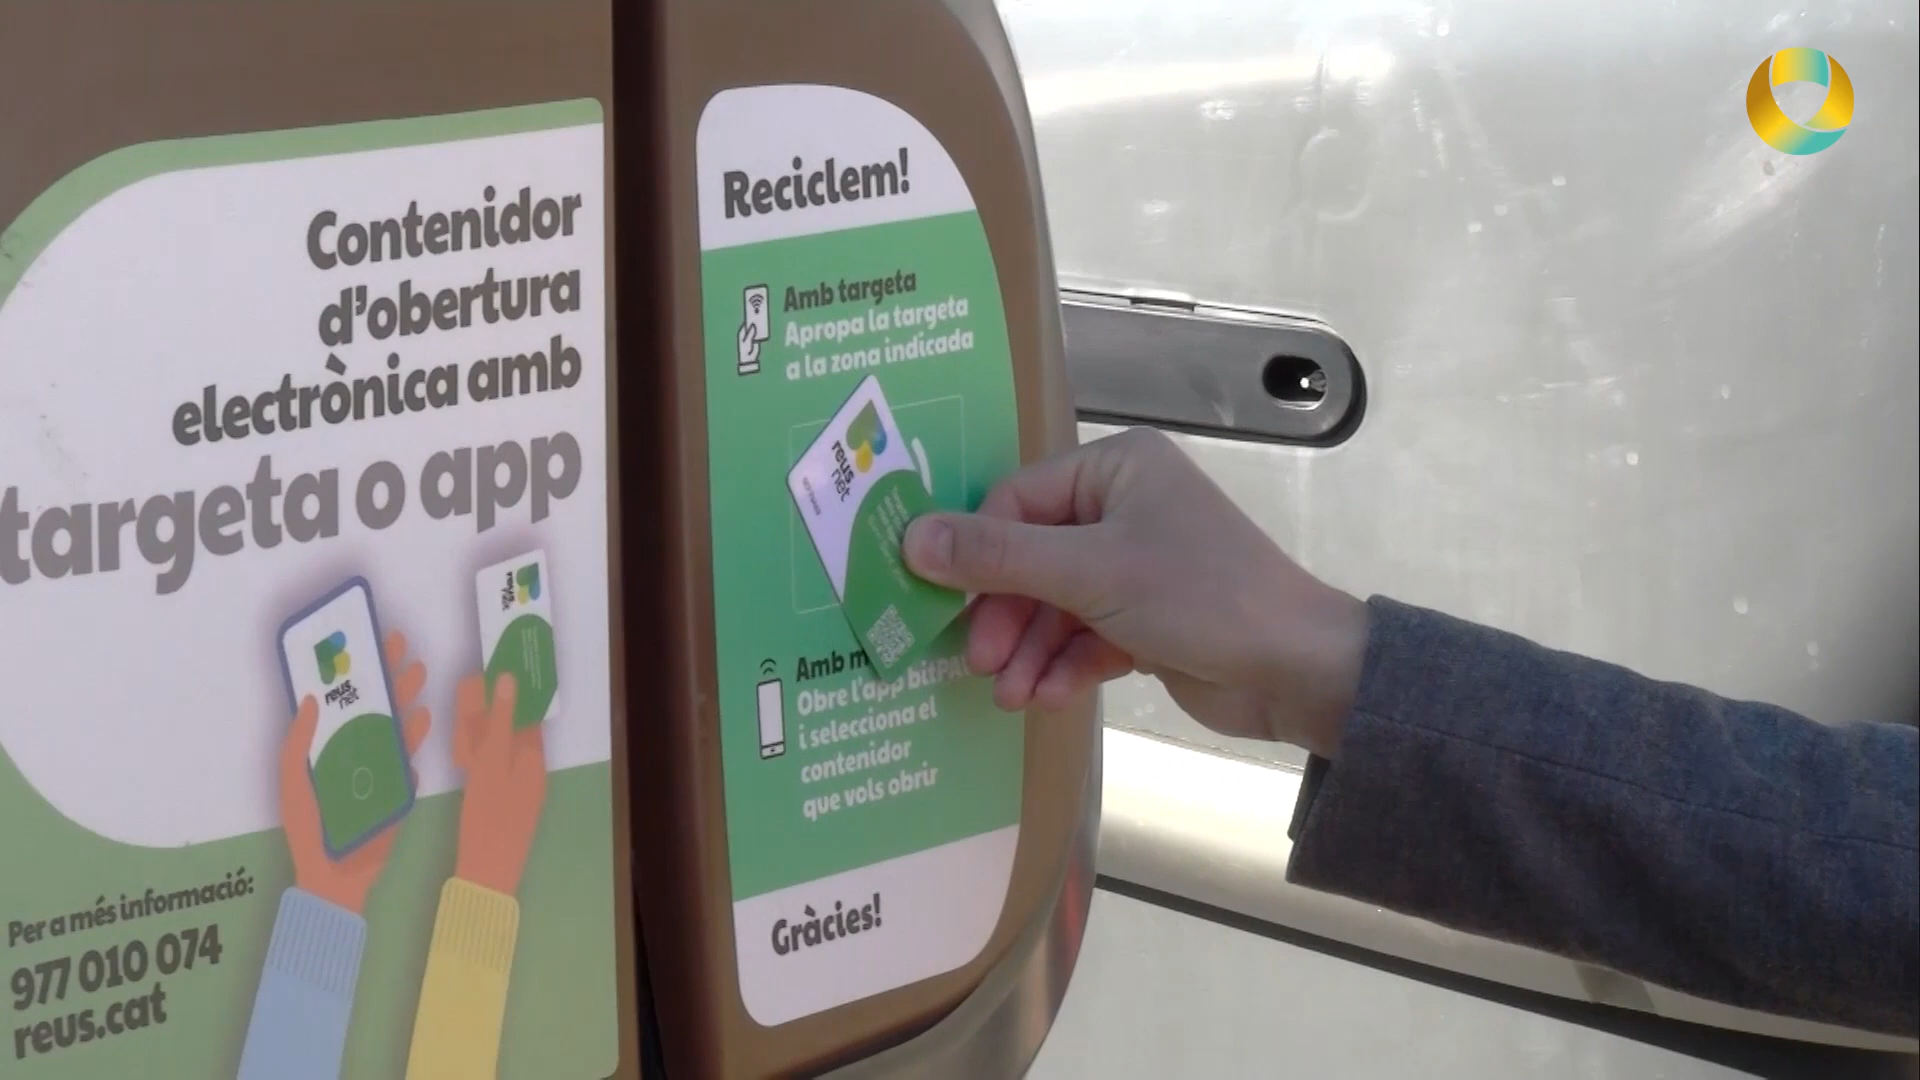 Contenidor
d'obertura
electrònica amb
targeta o app
reus
net
reus
net
Per a més informació:
977 010 074
reus.cat
Reciclem!
Amb targeta
Apropa la targeta
a la zona indicada
reus
net
Amb
Obre l'app
i selecciona el
contenidor
que vols obrir
Gràcies!